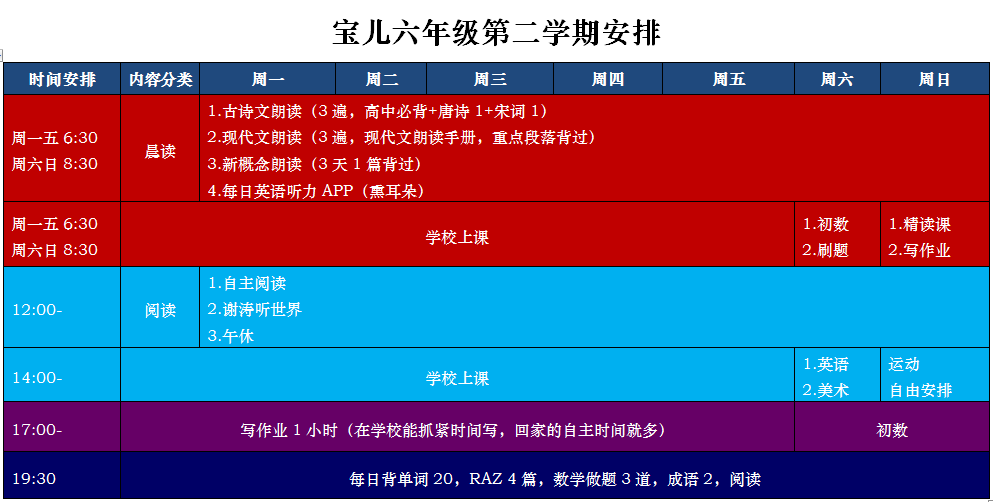 宝儿六年级第二学期安排
时间安排 内容分类 周一 周二 周三 周四 周五 周六 周日
周一五 6:30
周六日 8:30
晨读
1.古诗文朗读（3 遍，高中必背+唐诗 1+宋词 1）
2.现代文朗读（3 遍，现代文朗读手册，重点段落背过）
3.新概念朗读（3 天 1 篇背过）
4.每日英语听力 APP（熏耳朵）
周一五 6:30
周六日 8:30
学校上课
1.初数
2.刷题
1.精读课
2.写作业
12:00-
阅读
1.自主阅读
2.谢涛听世界
3.午休
14:00-
学校上课
1.英语
2.美术
运动
自由安排
17:00-
写作业 1 小时（在学校能抓紧时间写，回家的自主时间就多）
初数
19:30
每日背单词 20，RAZ 4 篇，数学做题 3 道，成语 2，阅读